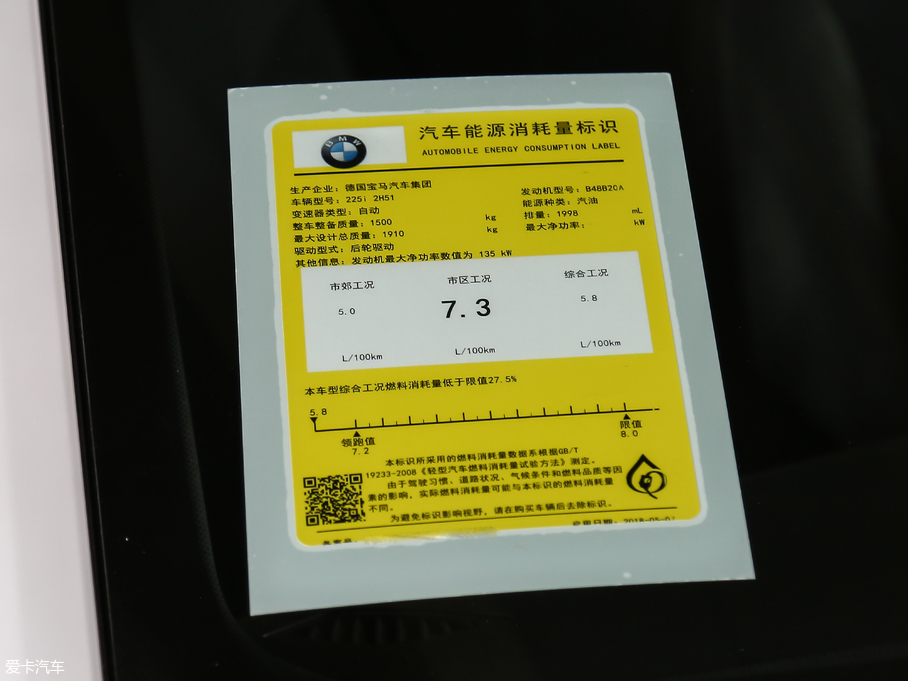 BMW
汽车能源消耗量标识
AUTOMOBILE ENERGY CONSUMPTION LABEL
生产企业：德国宝马汽车集团
车辆型号：225i 2H51
发动机型号：B48B20A
变速器类型：自动
能源种类：汽油
整车整备质量：1500 kg
排量：1998 mL
最大设计总质量：1910 kg
最大净功率： kW
驱动型式：后轮驱动
其他信息：发动机最大净功率数值为 135 kW
市郊工况 市区工况 综合工况
5.0 7.3 5.8
L/100km L/100km L/100km
本车型综合工况燃料消耗量低于限值27.5%
5.8
领跑值 限值
7.2 8.0
本标识所采用的燃料消耗量数据系根据GB/T
19233-2008《轻型汽车燃料消耗量试验方法》测定。
由于驾驶习惯、道路状况、气候条件和燃料品质等因
素的影响，实际燃料消耗量可能与本标识的燃料消耗量
不同。
为避免标识影响视野，请在购买车辆后去除标识。
备案号：
启用日期：2018-05-01
爱卡汽车